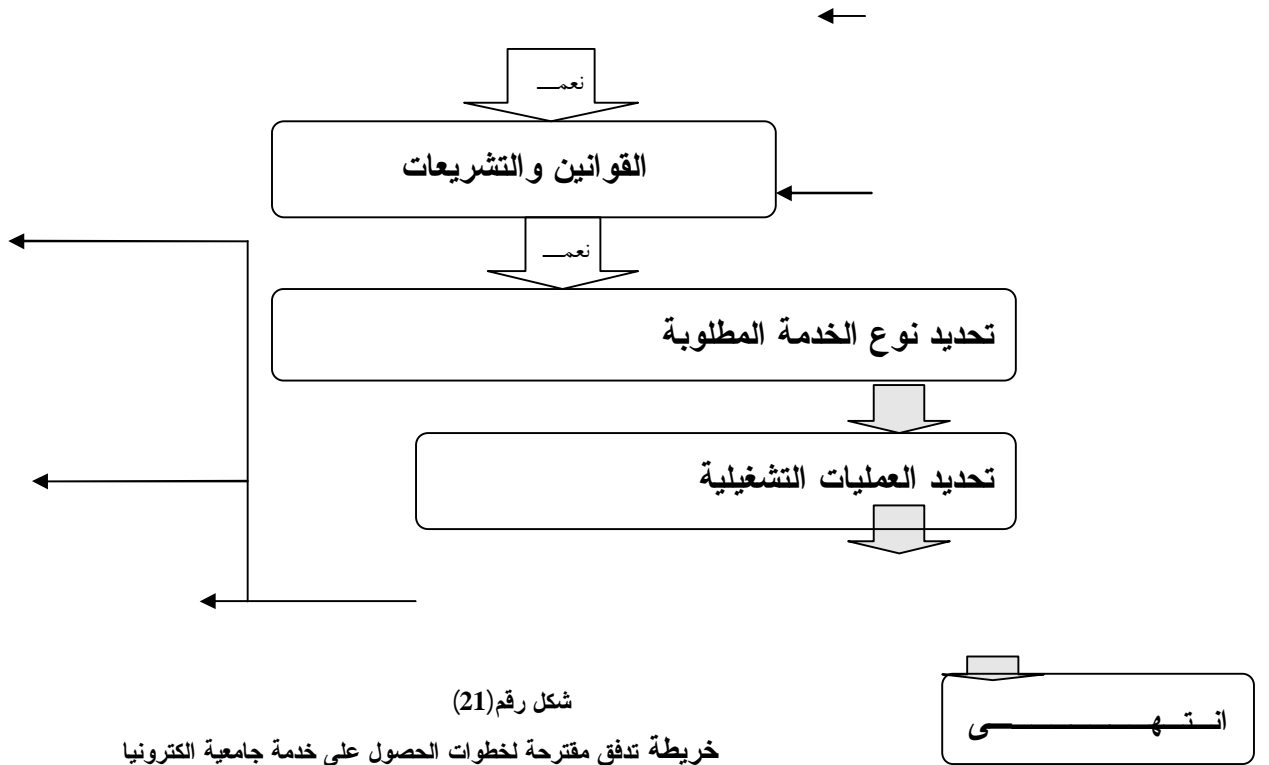 نعم
القوانين والتشريعات
نعم
تحديد نوع الخدمة المطلوبة
تحديد العمليات التشغيلية
انتهى
شكل رقم(21)
خريطة تدفق مقترحة لخطوات الحصول على خدمة جامعية الكترونيا